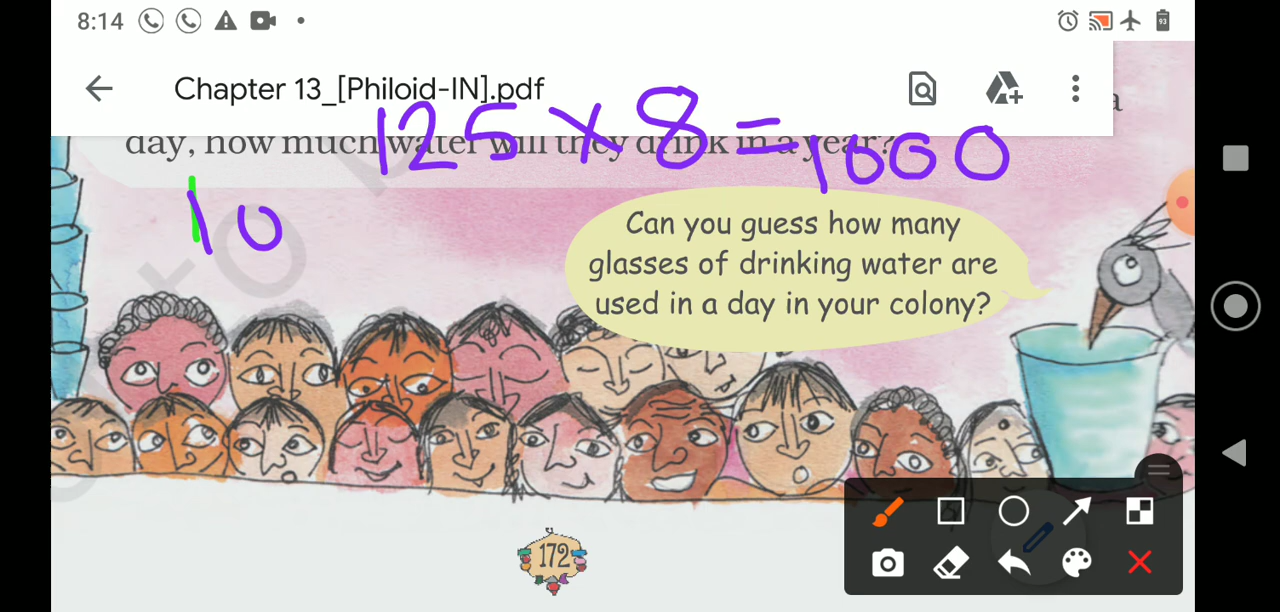 8:14 93
Chapter 13_[Philoid-IN].pdf
a
125 × 8 = 1000
day, how much water will they drink in a year?
10
Can you guess how many
glasses of drinking water are
used in a day in your colony?
172